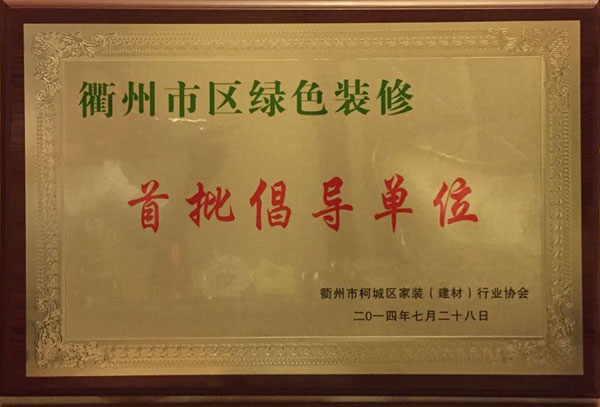 衢州市区绿色装修
首批倡导单位
衢州市柯城区家装（建材）行业协会
二0一四年七月二十八日